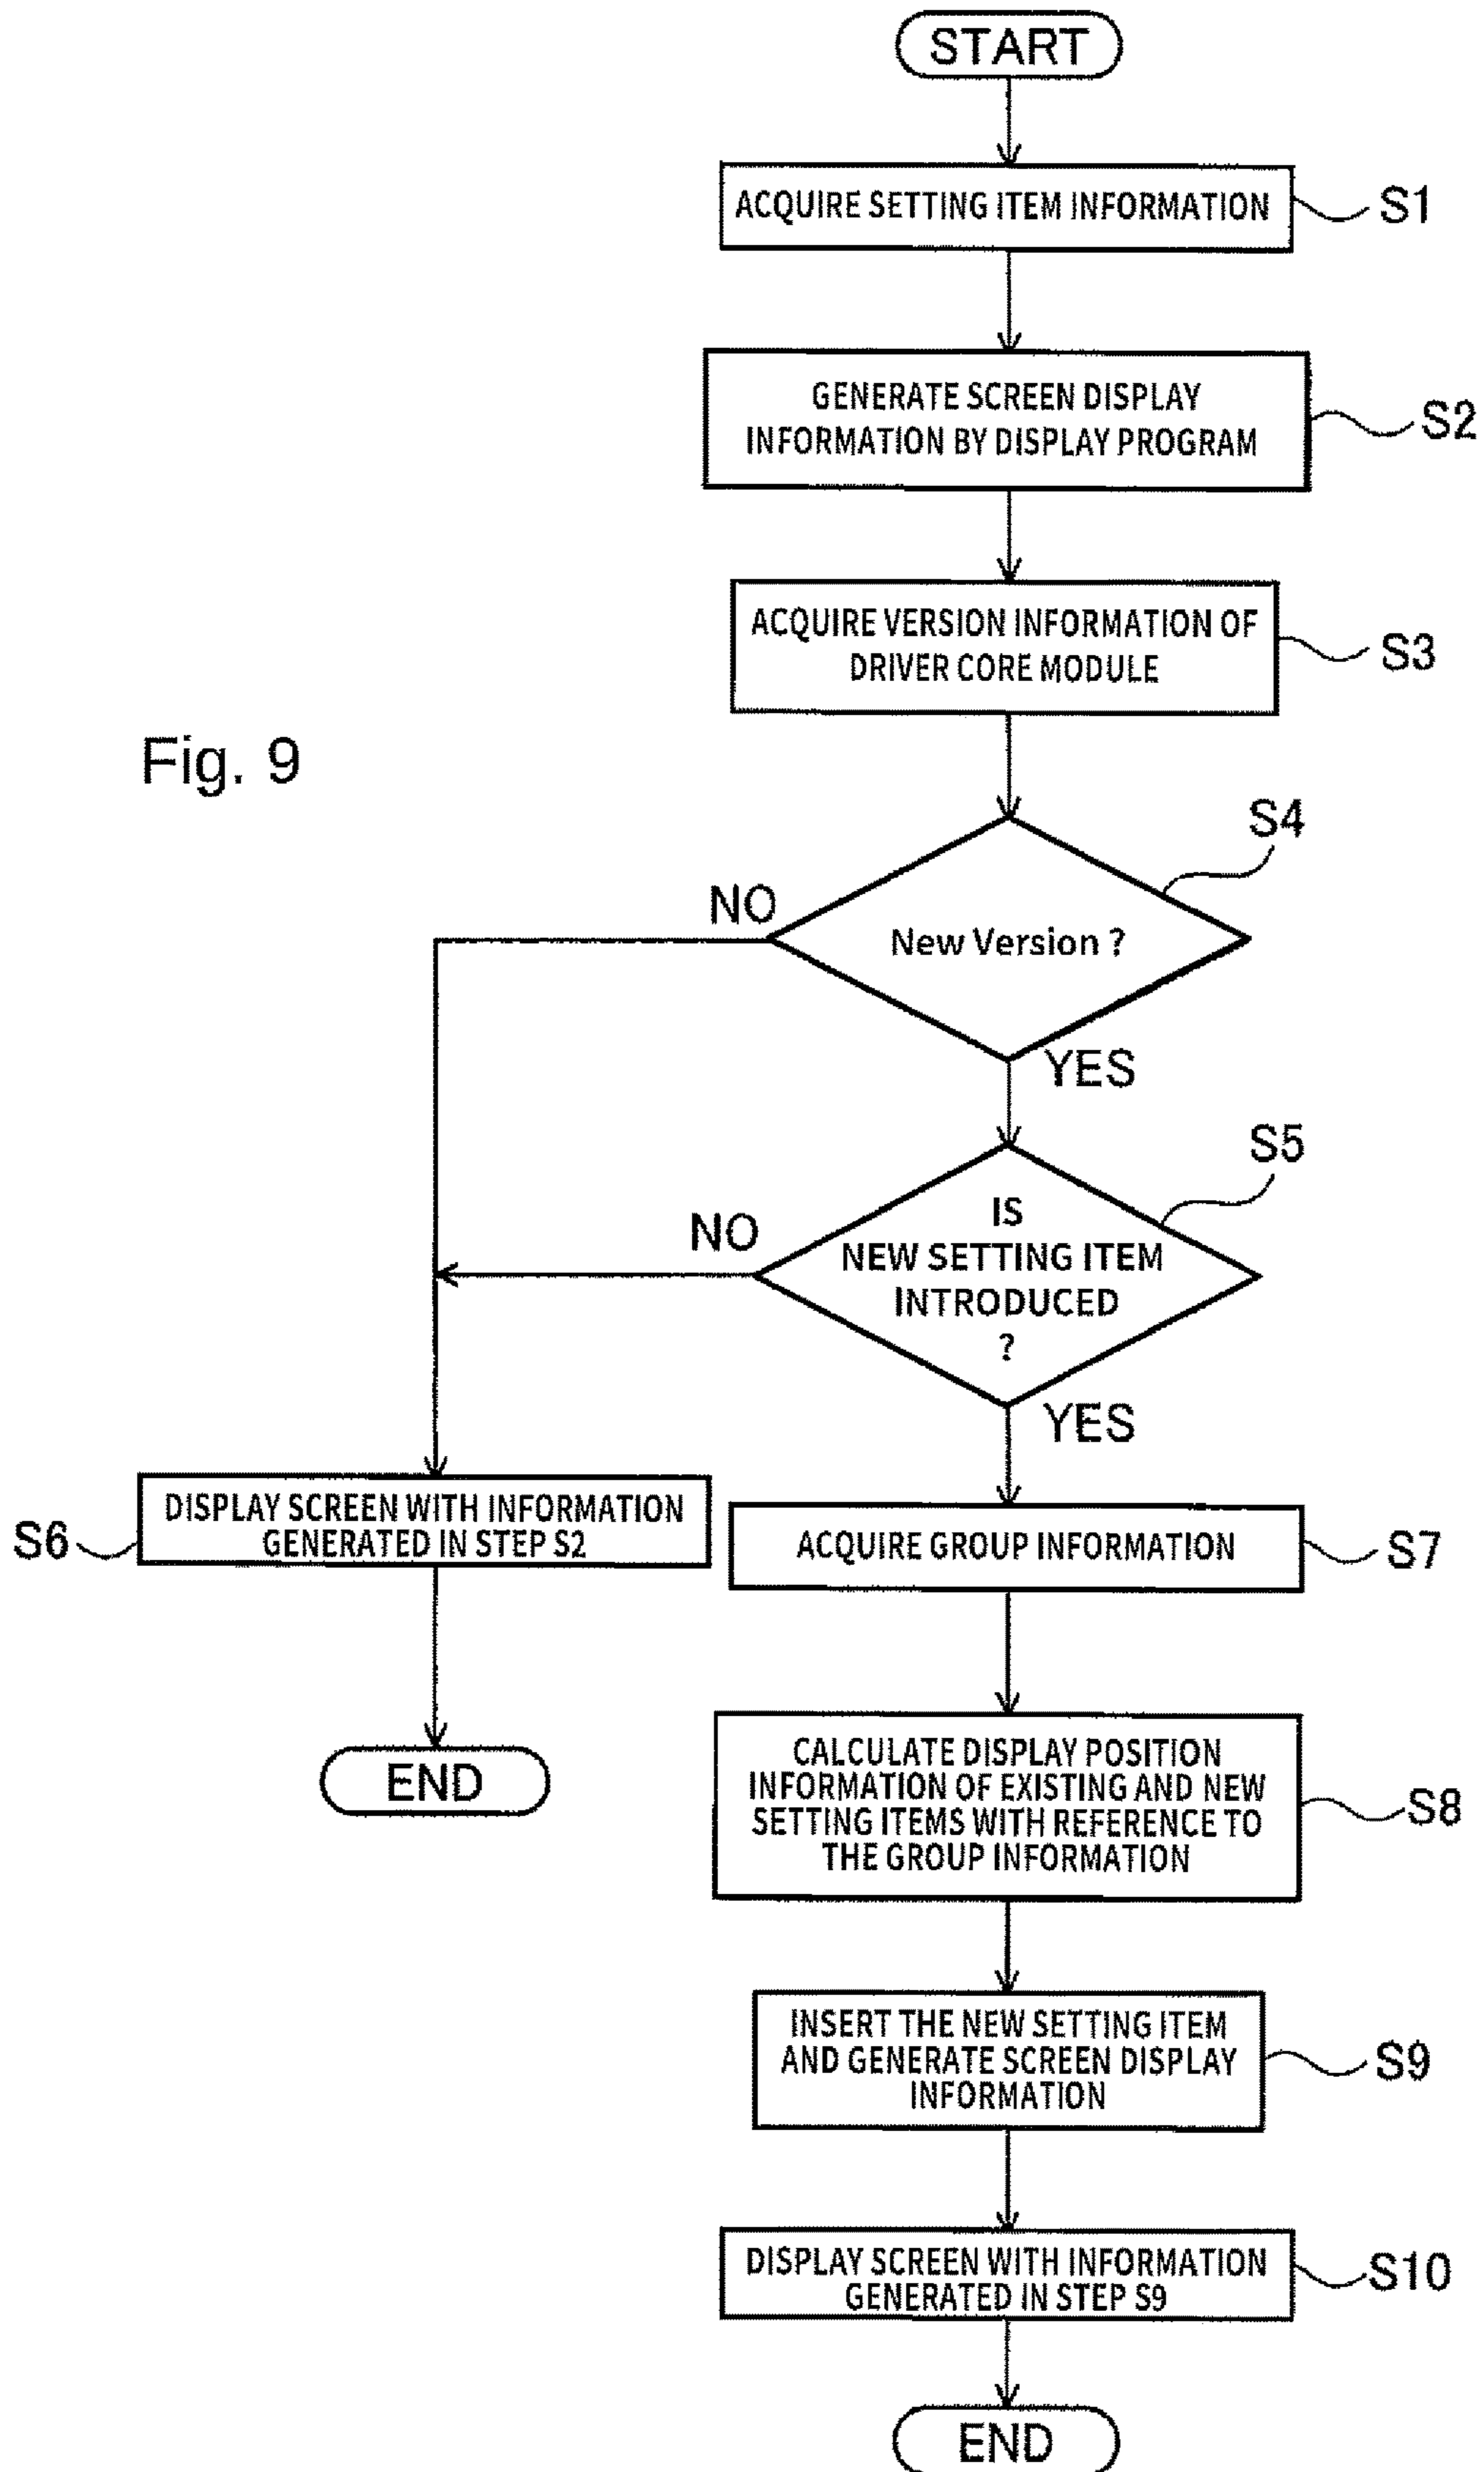 START
ACQUIRE SETTING ITEM INFORMATION
S1
GENERATE SCREEN DISPLAY
INFORMATION BY DISPLAY PROGRAM
S2
ACQUIRE VERSION INFORMATION OF
DRIVER CORE MODULE
S3
Fig. 9
S4
NO
New Version ?
YES
S5
NO
IS
NEW SETTING ITEM
INTRODUCED
?
YES
DISPLAY SCREEN WITH INFORMATION
GENERATED IN STEP S2
S6
ACQUIRE GROUP INFORMATION
S7
END
CALCULATE DISPLAY POSITION
INFORMATION OF EXISTING AND NEW
SETTING ITEMS WITH REFERENCE TO
THE GROUP INFORMATION
S8
INSERT THE NEW SETTING ITEM
AND GENERATE SCREEN DISPLAY
INFORMATION
S9
DISPLAY SCREEN WITH INFORMATION
GENERATED IN STEP S9
S10
END